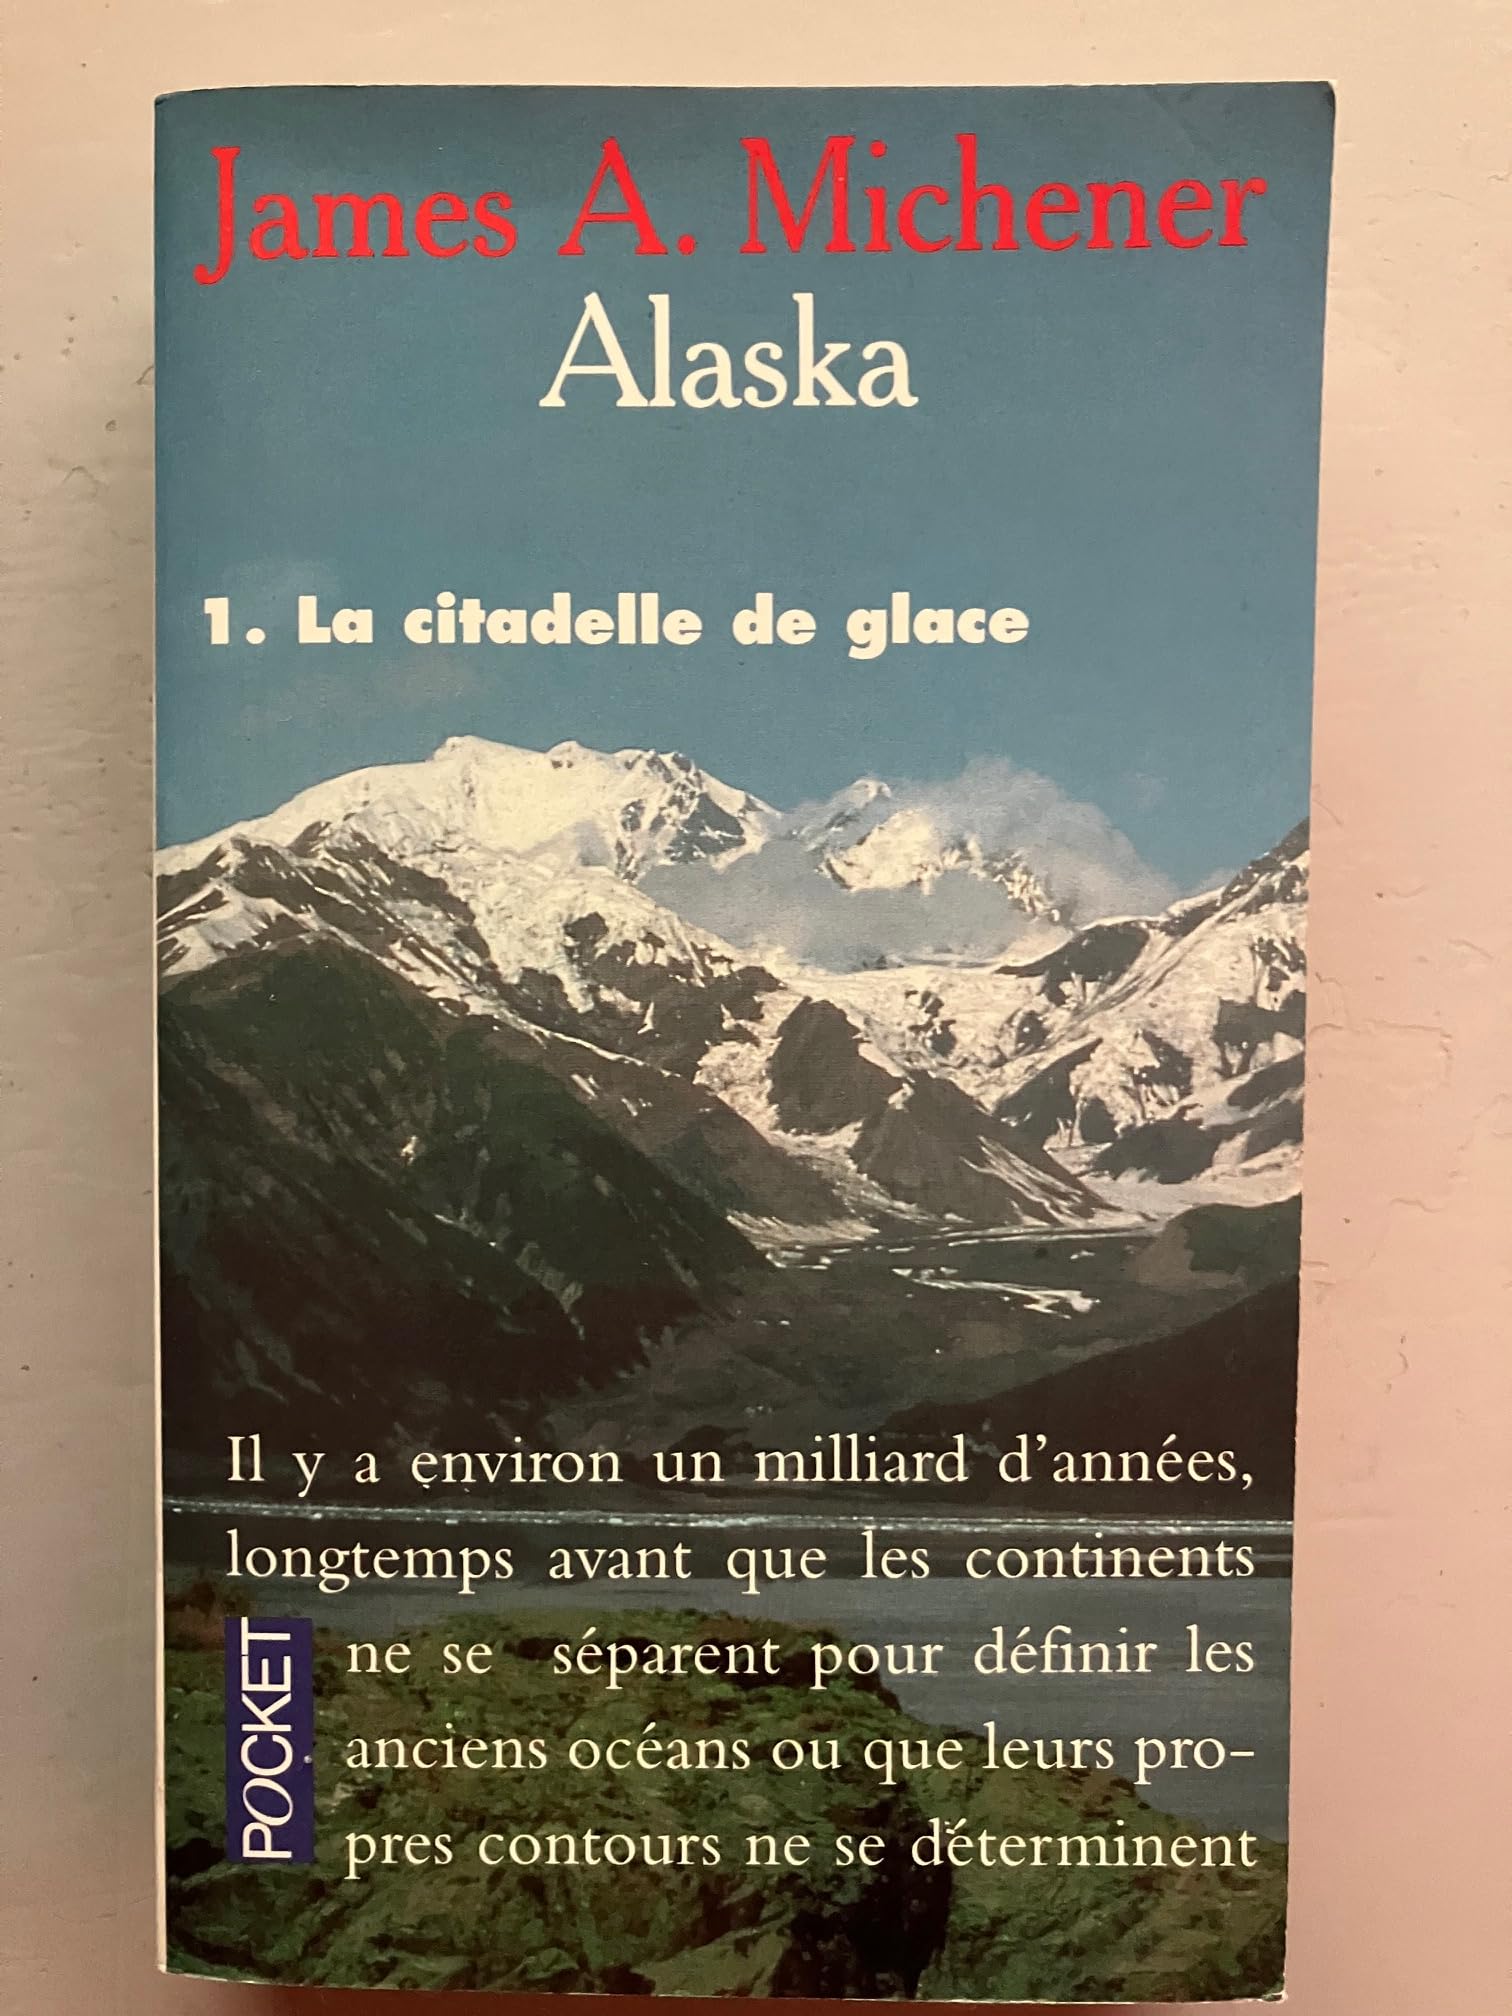 James A. Michener
Alaska
1. La citadelle de glace
Il y a environ un milliard d'années,
longtemps avant que les continents
ne se séparent pour définir les
anciens océans ou que leurs pro-
pres contours ne se déterminent
POCKET